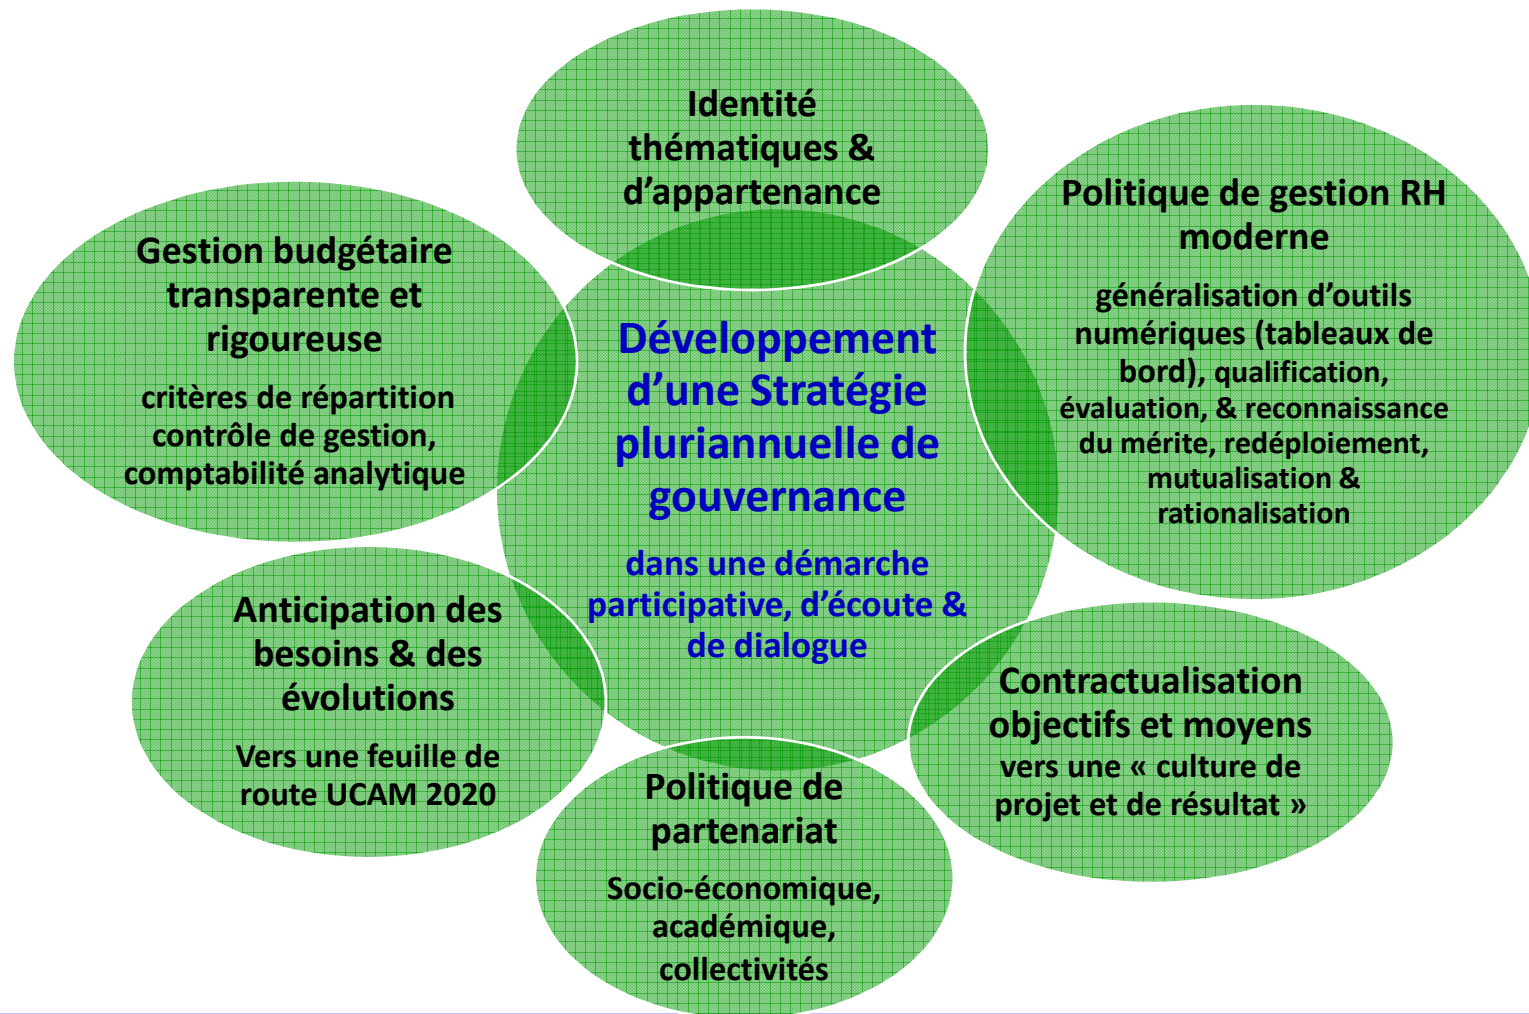 Identité
thématiques &
d’appartenance
Politique de gestion RH
moderne
généralisation d’outils
numériques (tableaux de
bord), qualification,
évaluation, & reconnaissance
du mérite, redéploiement,
mutualisation &
rationalisation
Contractualisation
objectifs et moyens
vers une « culture de
projet et de résultat »
Politique de
partenariat
Socio-économique,
académique,
collectivités
Anticipation des
besoins & des
évolutions
Vers une feuille de
route UCAM 2020
Gestion budgétaire
transparente et
rigoureuse
critères de répartition
contrôle de gestion,
comptabilité analytique
Développement
d’une Stratégie
pluriannuelle de
gouvernance
dans une démarche
participative, d’écoute &
de dialogue